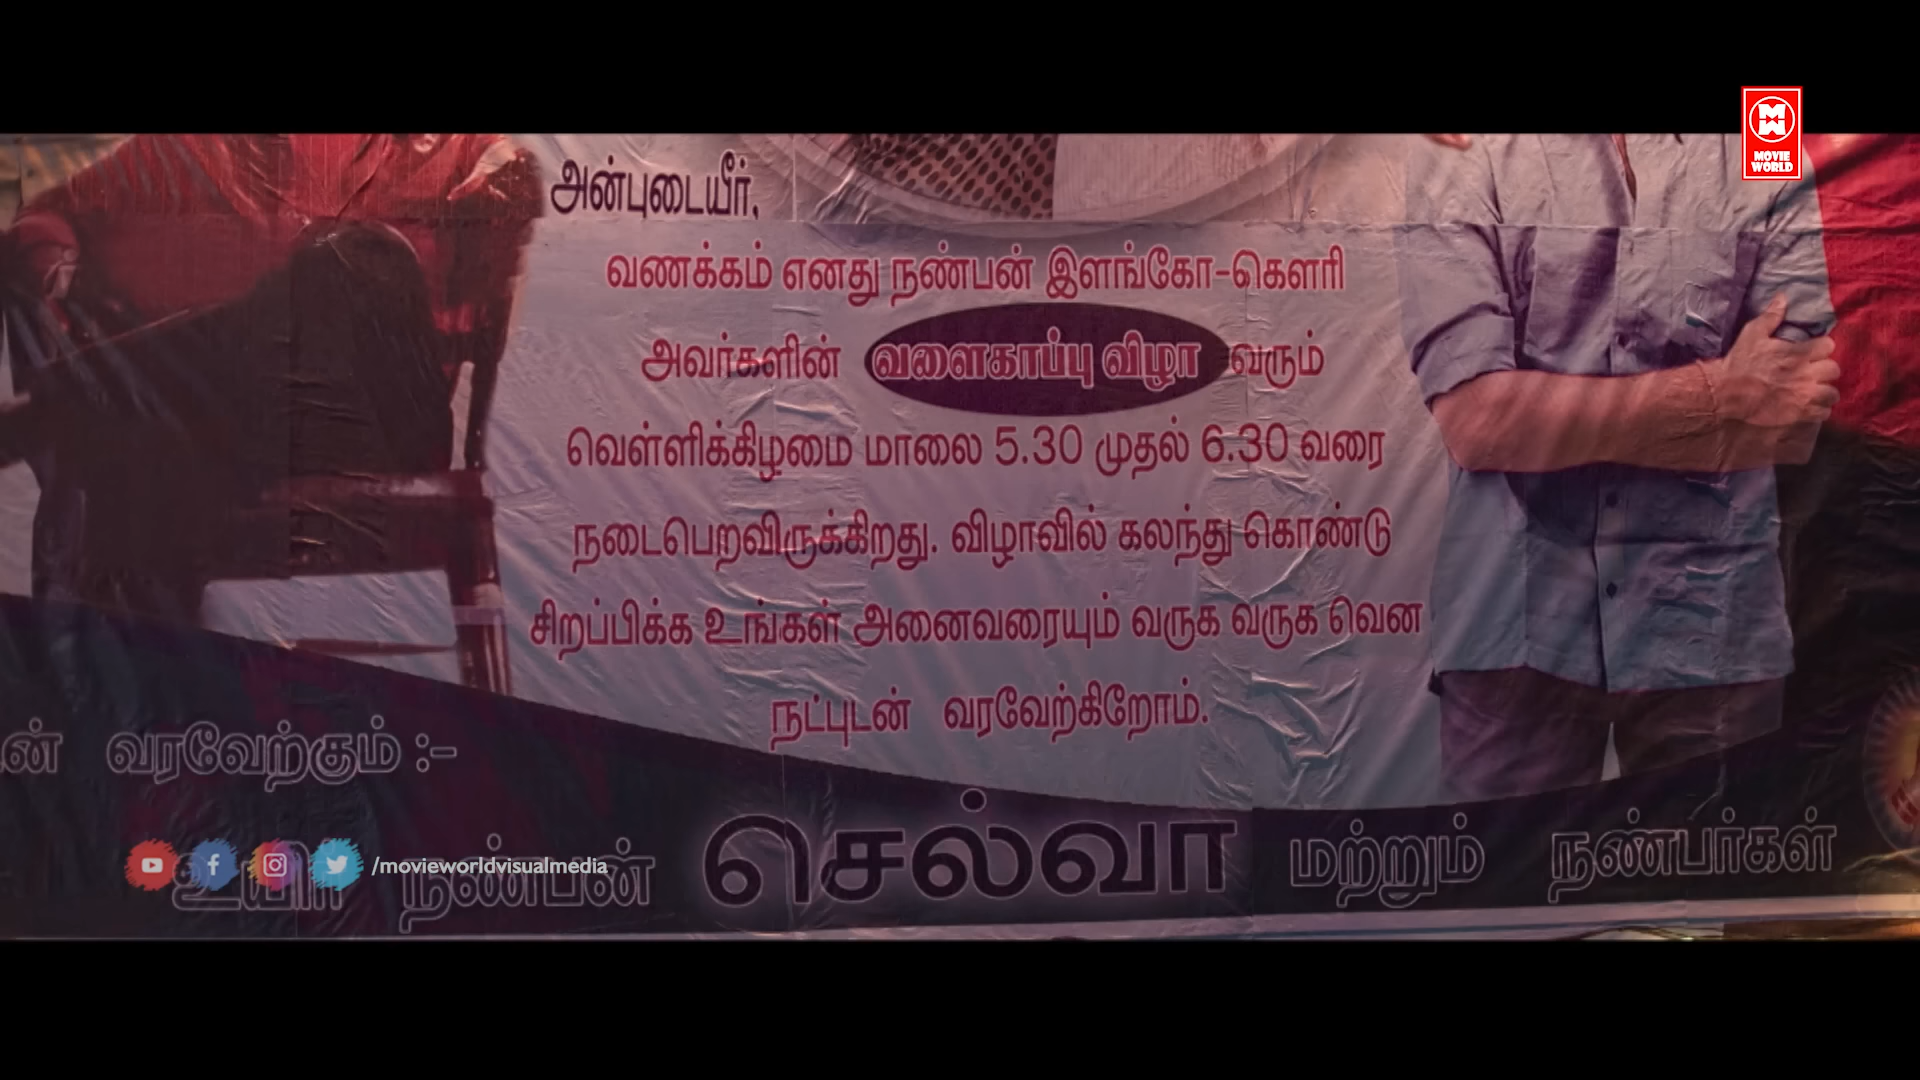 MOVIE
WORLD
அன்புடையீர்,
வணக்கம் எனது நண்பன் இளங்கோ-கௌரி
அவர்களின் வளைகாப்பு விழா வரும்
வெள்ளிக்கிழமை மாலை 5.30 முதல் 6.30 வரை
நடைபெறவிருக்கிறது. விழாவில் கலந்து கொண்டு
சிறப்பிக்க உங்கள் அனைவரையும் வருக வருக வென
நட்புடன் வரவேற்கிறோம்.
வரவேற்கும் :-
உயிர் நண்பன் செல்வா மற்றும் நண்பர்கள்
/movieworldvisualmedia